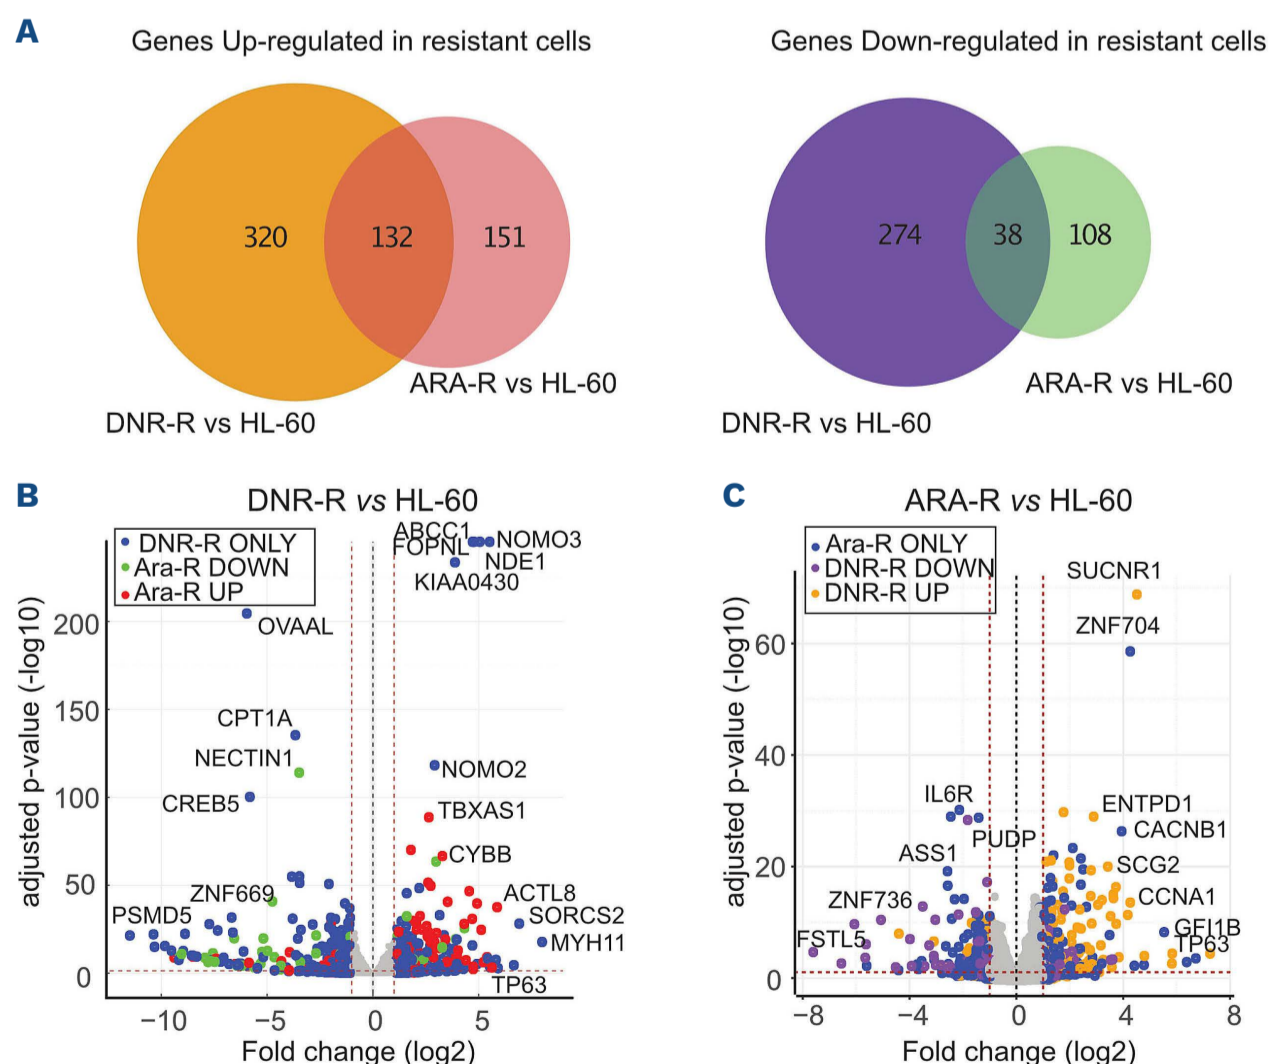 A
Genes Up-regulated in resistant cells
320
132
151
ARA-R vs HL-60
DNR-R vs HL-60
Genes Down-regulated in resistant cells
274
38
108
ARA-R vs HL-60
DNR-R vs HL-60
B
DNR-R vs HL-60
DNR-R ONLY
Ara-R DOWN
Ara-R UP
ABCC1
NOMO3
FOPNL
NDE1
KIAA0430
OVAAL
CPT1A
NECTIN1
NOMO2
CREB5
TBXAS1
CYBB
ZNF669
ACTL8
PSMD5
SORCS2
MYH11
TP63
adjusted p-value (-log10)
200
150
100
50
0
−10
−5
0
5
Fold change (log2)
C
ARA-R vs HL-60
Ara-R ONLY
DNR-R DOWN
DNR-R UP
SUCNR1
ZNF704
IL6R
ENTPD1
CACNB1
PUDP
ASS1
SCG2
ZNF736
CCNA1
GFI1B
FSTL5
TP63
adjusted p-value (-log10)
60
40
20
0
−8
−4
0
4
8
Fold change (log2)